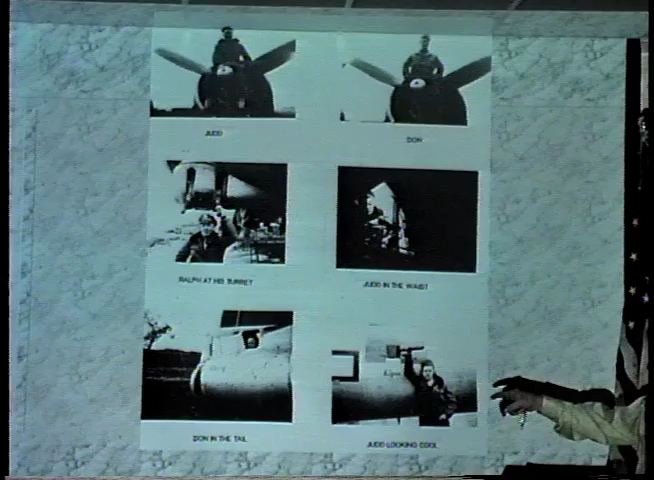 JUDD
DON
RALPH AT HIS TURRET
JUDD IN THE WAIST
DON IN THE TAIL
JUDD LOOKING COOL